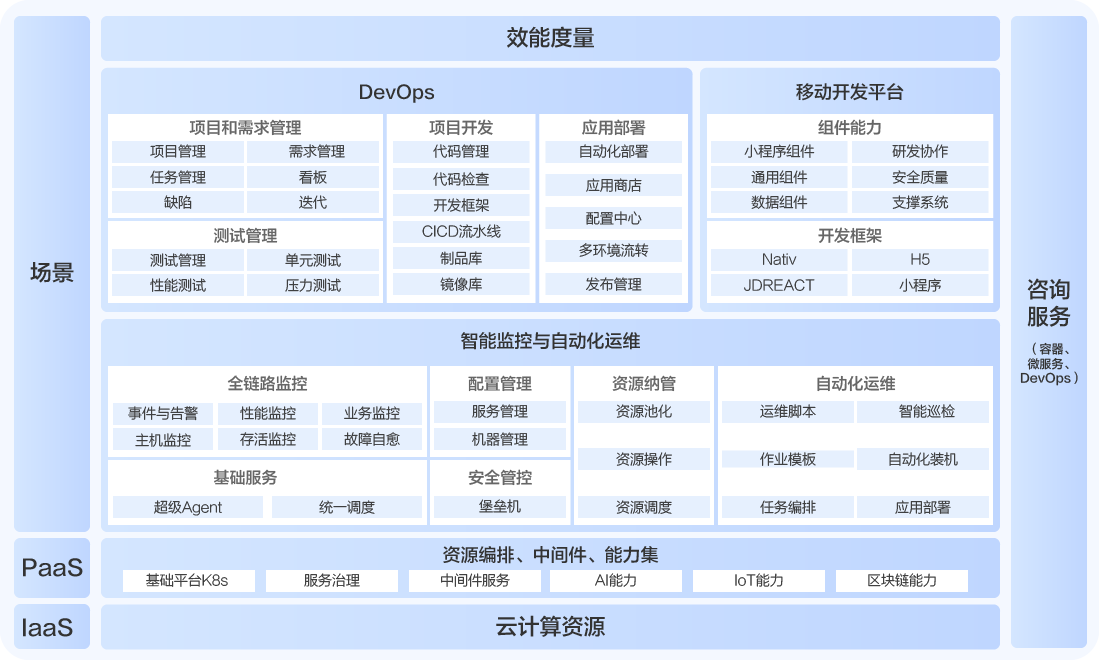 场景
效能度量
DevOps
项目和需求管理
项目管理 需求管理
任务管理 看板
缺陷 迭代
测试管理
测试管理 单元测试
性能测试 压力测试
项目开发
代码管理
代码检查
开发框架
CICD流水线
制品库
镜像库
应用部署
自动化部署
应用商店
配置中心
多环境流转
发布管理
移动开发平台
组件能力
小程序组件 研发协作
通用组件 安全质量
数据组件 支撑系统
开发框架
Nativ H5
JDREACT 小程序
智能监控与自动化运维
全链路监控
事件与告警 性能监控 业务监控
主机监控 存活监控 故障自愈
基础服务
超级Agent 统一调度
配置管理
服务管理
机器管理
安全管控
堡垒机
资源纳管
资源池化
资源操作
资源调度
自动化运维
运维脚本 智能巡检
作业模板 自动化装机
任务编排 应用部署
PaaS
资源编排、中间件、能力集
基础平台K8s 服务治理 中间件服务 AI能力 IoT能力 区块链能力
IaaS
云计算资源
咨询
服务
（容器、
微服务、
DevOps）